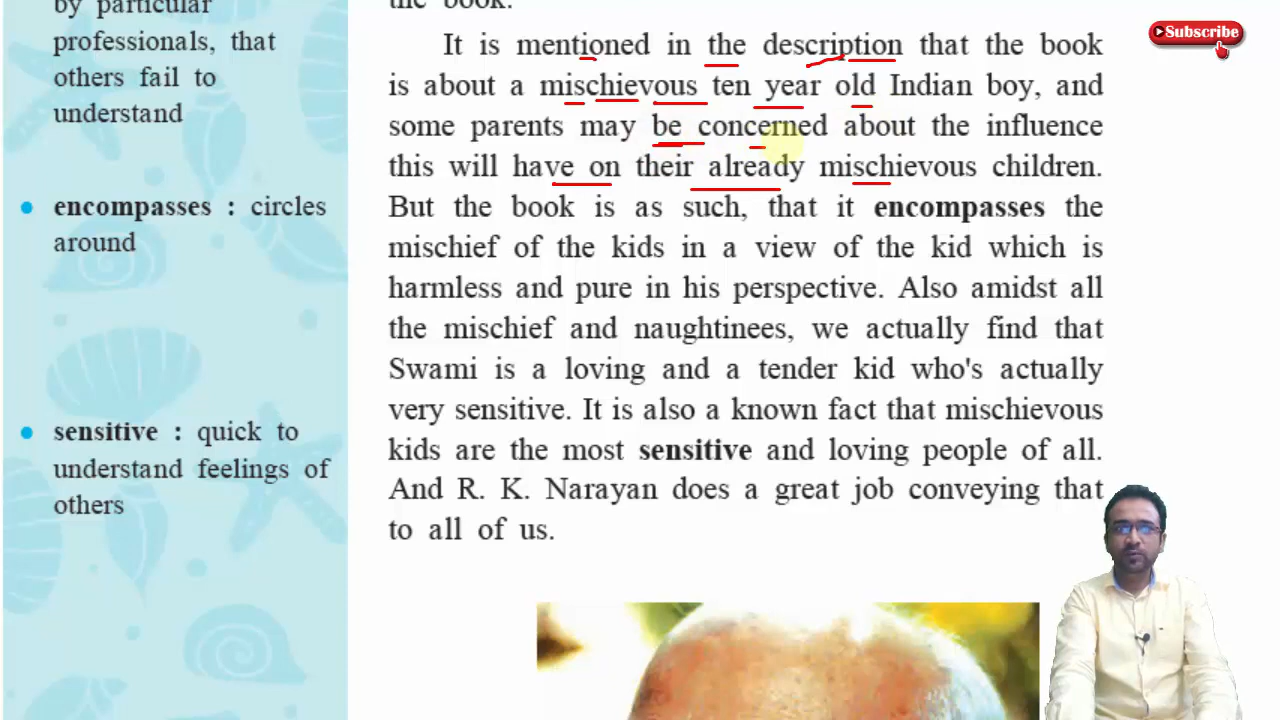 by particular
professionals, that
others fail to
understand
encompasses : circles
around
sensitive : quick to
understand feelings of
others
the book.
It is mentioned in the description that the book
is about a mischievous ten year old Indian boy, and
some parents may be concerned about the influence
this will have on their already mischievous children.
But the book is as such, that it encompasses the
mischief of the kids in a view of the kid which is
harmless and pure in his perspective. Also amidst all
the mischief and naughtinees, we actually find that
Swami is a loving and a tender kid who's actually
very sensitive. It is also a known fact that mischievous
kids are the most sensitive and loving people of all.
And R. K. Narayan does a great job conveying that
to all of us.
Subscribe